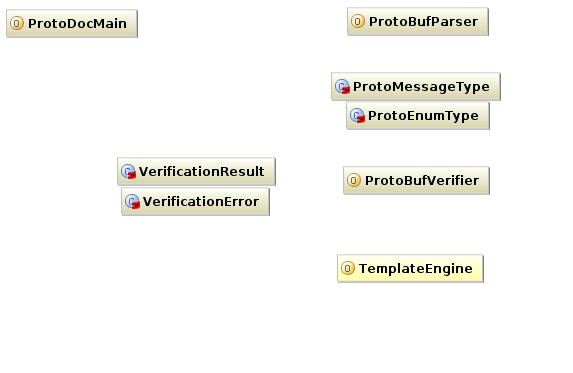 O ProtoDocMain
O ProtoBufParser
C ProtoMessageType
C ProtoEnumType
C VerificationResult
O ProtoBufVerifier
C VerificationError
O TemplateEngine